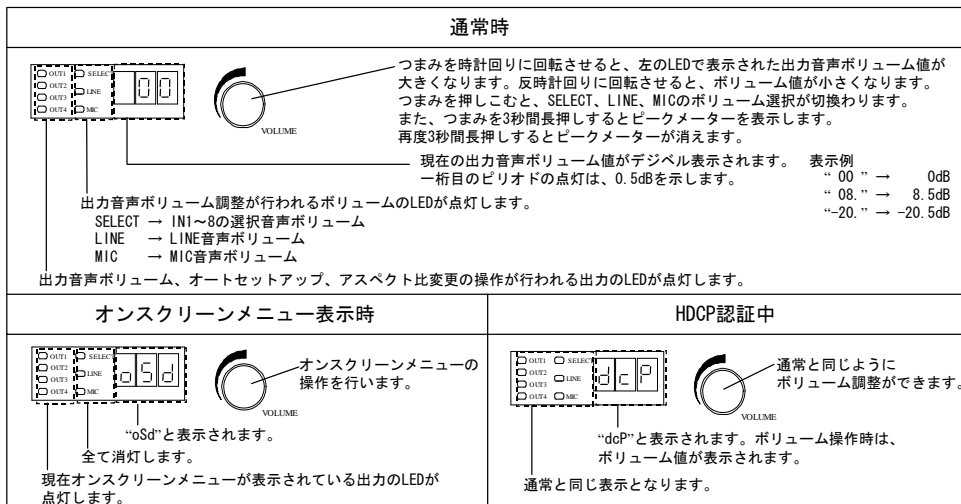 通常時
OUT1
OUT2
OUT3
OUT4
SELECT
LINE
MIC
00
VOLUME
つまみを時計回りに回転させると、左のLEDで表示された出力音声ボリューム値が
大きくなります。反時計回りに回転させると、ボリューム値が小さくなります。
つまみを押しこむと、SELECT、LINE、MICのボリューム選択が切換わります。
また、つまみを3秒間長押しするとピークメーターを表示します。
再度3秒間長押しするとピークメーターが消えます。
現在の出力音声ボリューム値がデジベル表示されます。
一桁目のピリオドの点灯は、0.5dBを示します。
表示例
“ 00 ”→ 0dB
“ 08.”→ 8.5dB
“-20.”→ -20.5dB
出力音声ボリューム調整が行われるボリュームのLEDが点灯します。
SELECT → IN1～8の選択音声ボリューム
LINE → LINE音声ボリューム
MIC → MIC音声ボリューム
出力音声ボリューム、オートセットアップ、アスペクト比変更の操作が行われる出力のLEDが点灯します。
オンスクリーンメニュー表示時
OUT1
OUT2
OUT3
OUT4
SELECT
LINE
MIC
oSd
VOLUME
オンスクリーンメニューの
操作を行います。
“oSd”と表示されます。
全て消灯します。
現在オンスクリーンメニューが表示されている出力のLEDが
点灯します。
HDCP認証中
OUT1
OUT2
OUT3
OUT4
SELECT
LINE
MIC
dcP
VOLUME
通常と同じように
ボリューム調整ができます。
“dcP”と表示されます。ボリューム操作時は、
ボリューム値が表示されます。
通常と同じ表示となります。